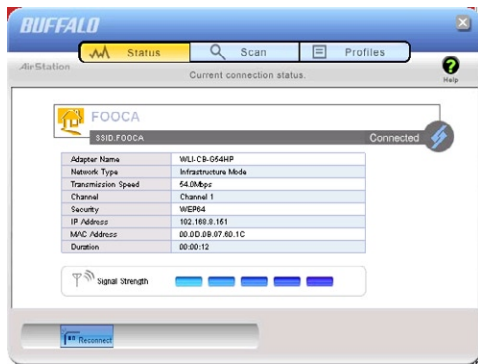 BUFFALO
Status
Scan
Profiles
AirStation
Current connection status.
Help
FOOCA
SSID.FOOCA
Connected
Adapter Name WLI-CB-G54HP
Network Type Infrastructure Mode
Transmission Speed 54.0Mbps
Channel Channel 1
Security WEP64
IP Address 192.168.8.151
MAC Address 00.0D.0B.07.60.1C
Duration 00:00:12
Signal Strength
Reconnect